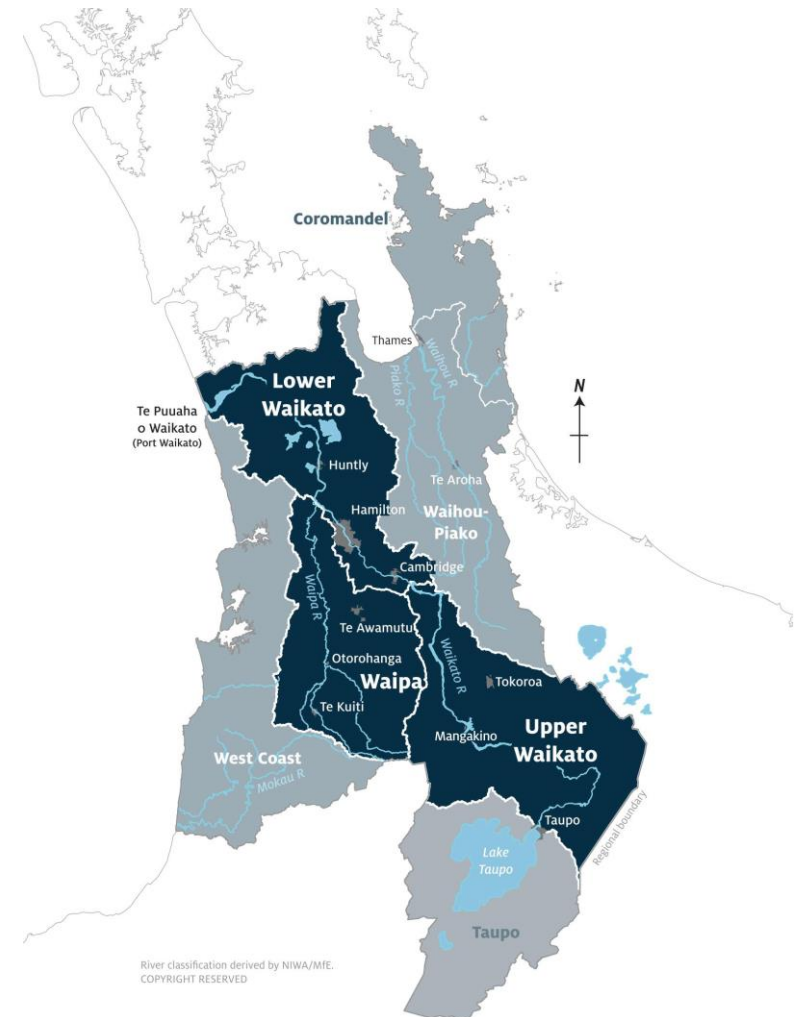 Coromandel
Thames
Waihou R
Piako R
Lower
Waikato
N
Te Puuaha
o Waikato
(Port Waikato)
Huntly
Te Aroha
Hamilton
Waihou-
Piako
Cambridge
Waipa R
Te Awamutu
Waikato R
Otorohanga
Waipa
Tokoroa
Te Kuiti
Upper
Waikato
Mangakino
West Coast
Mokau R
Taupo
Regional boundary
Lake
Taupo
Taupo
River classification derived by NIWA/MfE.
COPYRIGHT RESERVED